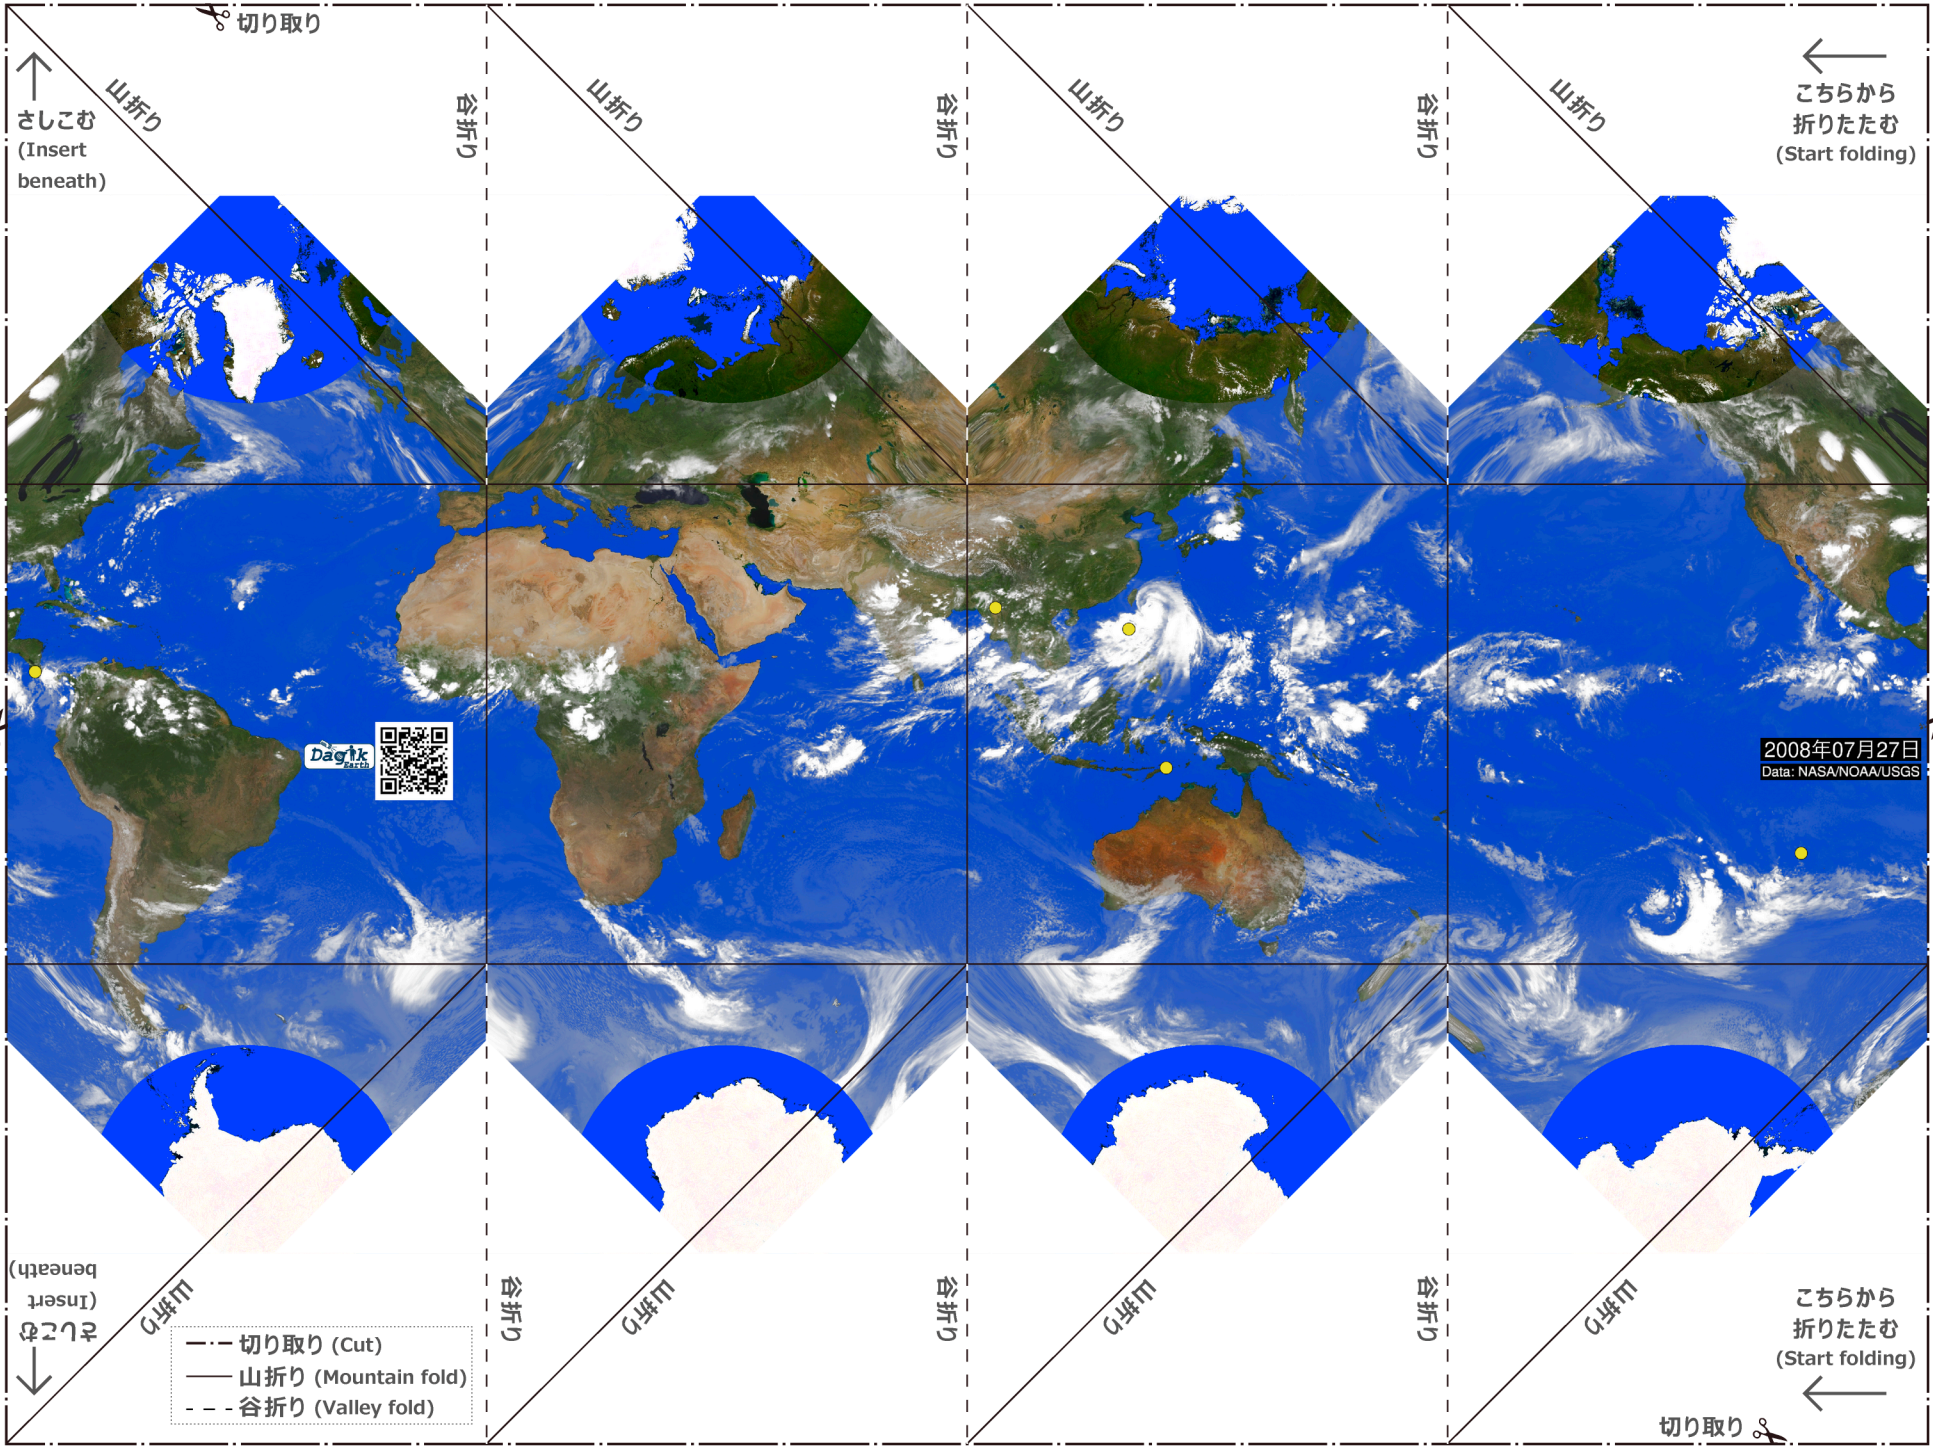 切り取り
さしこむ
(Insert
beneath)
山折り
谷折り
山折り
谷折り
山折り
谷折り
山折り
こちらから
折りたたむ
(Start folding)
Dagik
Earth
2008年07月27日
Data: NASA/NOAA/USGS
さしこむ
(Insert
beneath)
山折り
谷折り
山折り
谷折り
山折り
谷折り
山折り
こちらから
折りたたむ
(Start folding)
切り取り (Cut)
山折り (Mountain fold)
谷折り (Valley fold)
切り取り